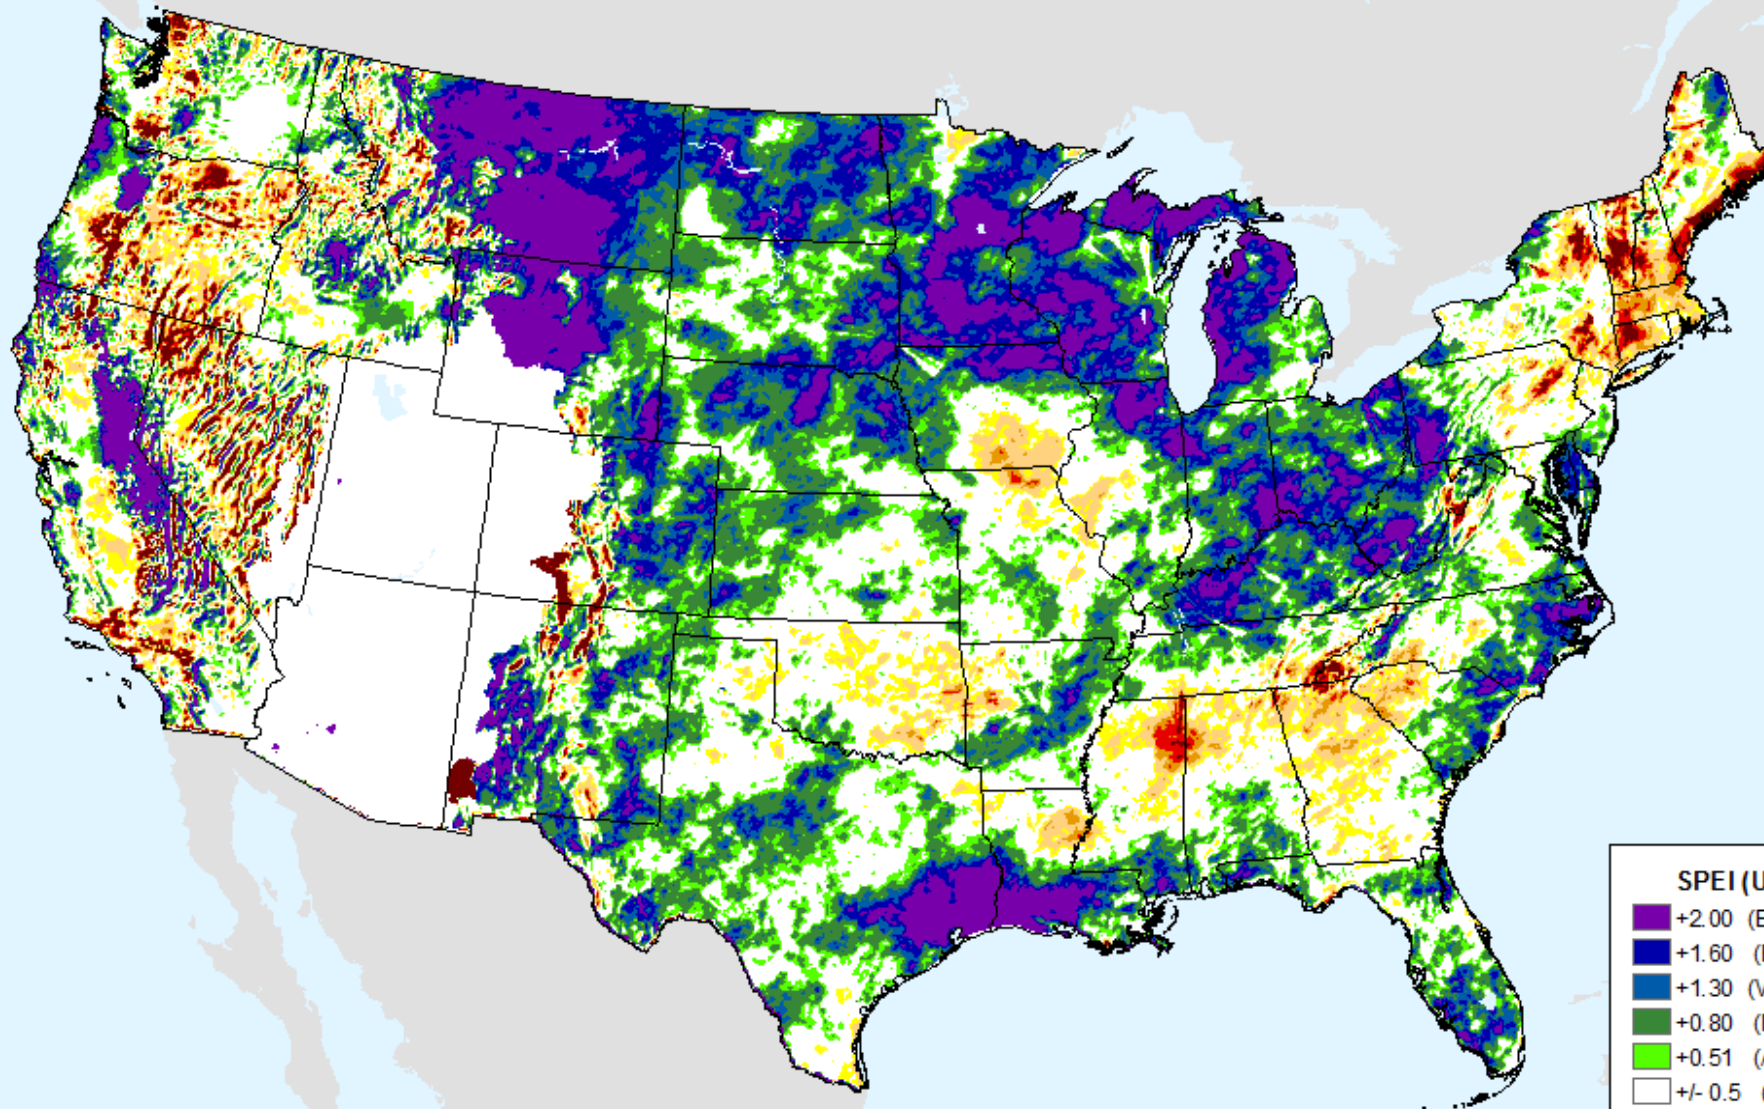 SPEI (U
+2.00 (E
+1.60 (
+1.30 (V
+0.80 (
+0.51 (
+/- 0.5 (